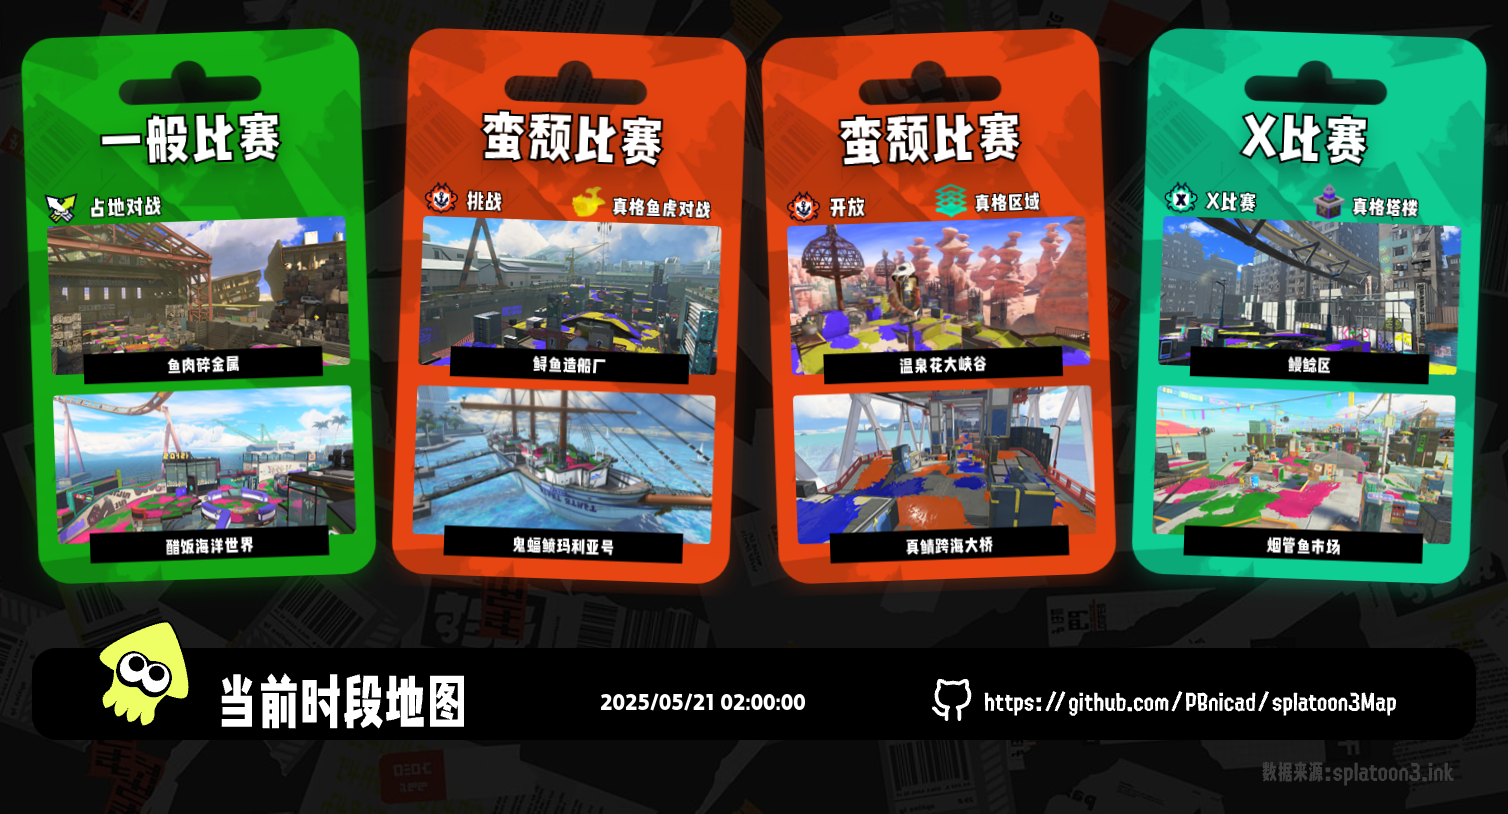 一般比赛
占地对战
鱼肉碎金属
醋饭海洋世界
蛮颓比赛
挑战
真格鱼虎对战
鲟鱼造船厂
鬼蝠鲼玛利亚号
蛮颓比赛
开放
真格区域
温泉花大峡谷
真鲭跨海大桥
X比赛
X比赛
真格塔楼
鳗鲶区
烟管鱼市场
当前时段地图
2025/05/21 02:00:00
https://github.com/PBnicad/splatoon3Map
数据来源:splatoon3.ink